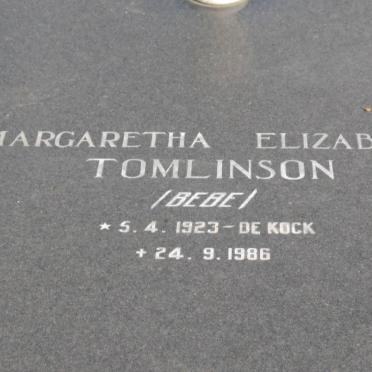 MARGARETHA ELIZAB
TOMLINSON
/BEBE/
* 5. 4. 1923 - DE KOCK
+ 24. 9. 1986